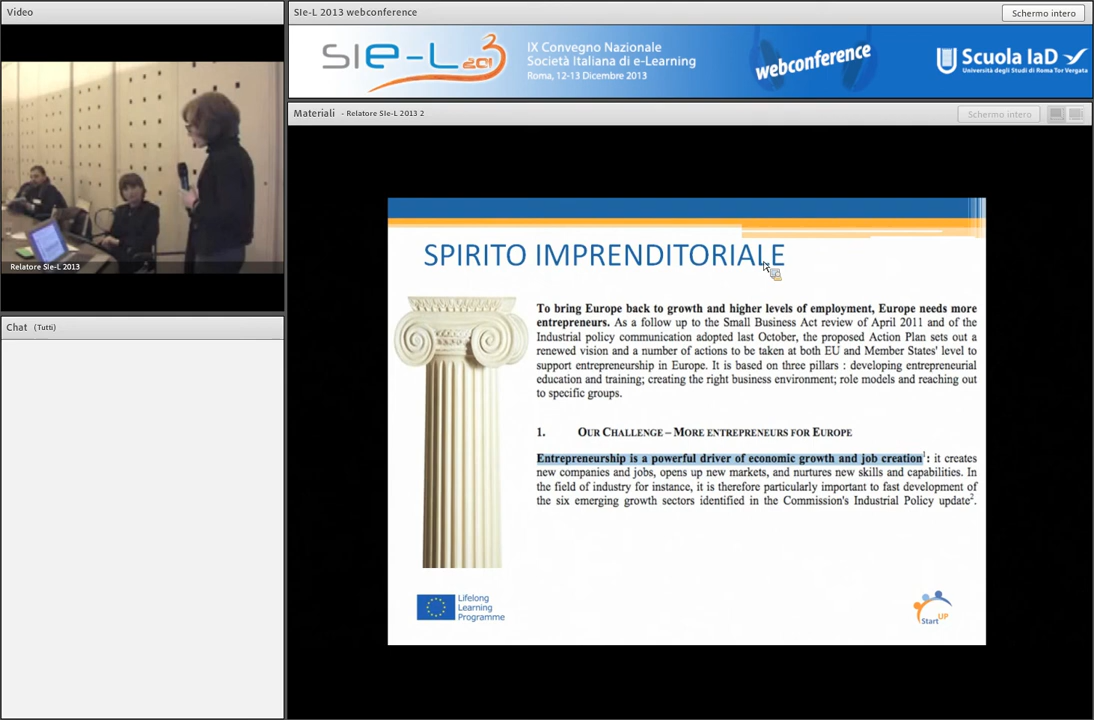 Video
Relatore SIe-L 2013
Chat (Tutti)
SIe-L 2013 webconference
Schermo intero
SIe-L 2013
IX Convegno Nazionale
Società Italiana di e-Learning
Roma, 12-13 Dicembre 2013
webconference
Scuola IaD
Università degli Studi di Roma Tor Vergata
Materiali - Relatore SIe-L 2013 2
Schermo intero
SPIRITO IMPRENDITORIALE
To bring Europe back to growth and higher levels of employment, Europe needs more
entrepreneurs. As a follow up to the Small Business Act review of April 2011 and of the
Industrial policy communication adopted last October, the proposed Action Plan sets out a
renewed vision and a number of actions to be taken at both EU and Member States' level to
support entrepreneurship in Europe. It is based on three pillars : developing entrepreneurial
education and training; creating the right business environment; role models and reaching out
to specific groups.
1. OUR CHALLENGE – MORE ENTREPRENEURS FOR EUROPE
Entrepreneurship is a powerful driver of economic growth and job creation1: it creates
new companies and jobs, opens up new markets, and nurtures new skills and capabilities. In
the field of industry for instance, it is therefore particularly important to fast development of
the six emerging growth sectors identified in the Commission's Industrial Policy update2.
Lifelong
Learning
Programme
StartUP